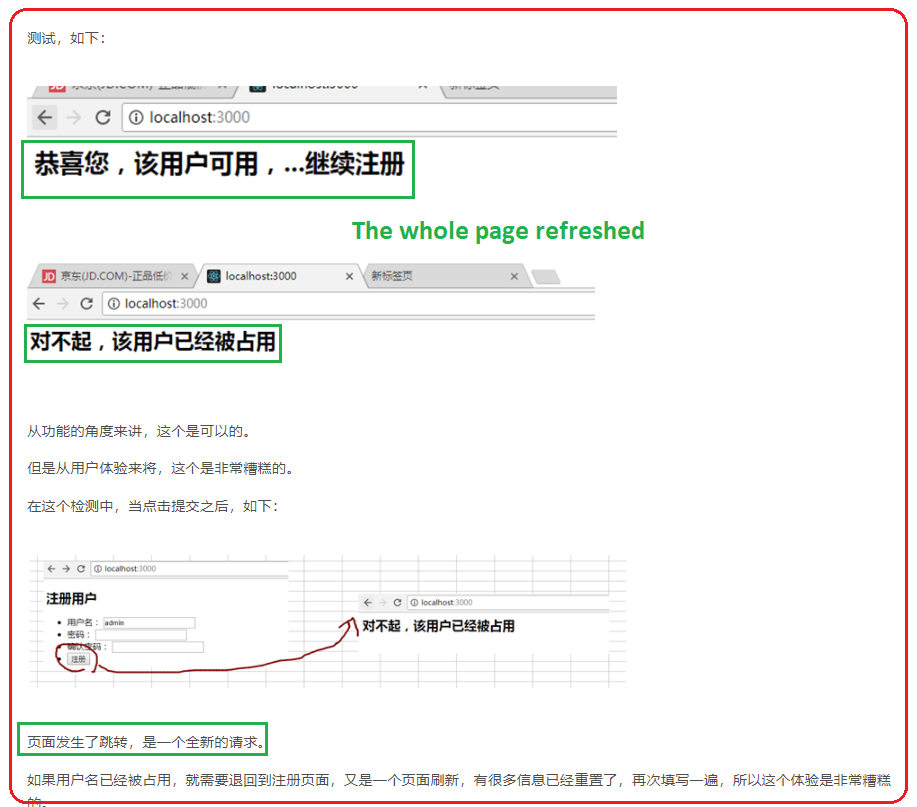 测试，如下：
localhost:3000
localhost:3000
恭喜您，该用户可用，...继续注册
The whole page refreshed
JD 京东(JD.COM)-正品低价 localhost:3000 新标签页
localhost:3000
对不起，该用户已经被占用
从功能的角度来讲，这个是可以的。
但是从用户体验来将，这个是非常糟糕的。
在这个检测中，当点击提交之后，如下：
localhost:3000
注册用户
用户名： admin
密码：
确认密码：
注册
localhost:3000
对不起，该用户已经被占用
页面发生了跳转，是一个全新的请求。
如果用户名已经被占用，就需要退回到注册页面，又是一个页面刷新，有很多信息已经重置了，再次填写一遍，所以这个体验是非常糟糕
的。